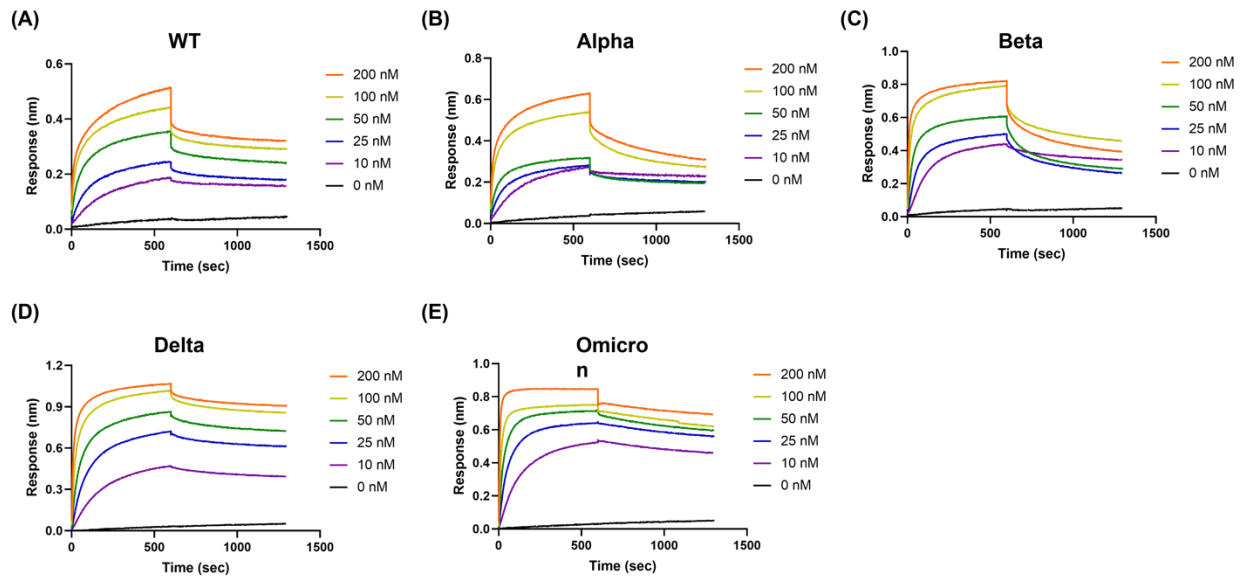 (A)
WT
Response (nm)
0.6
0.4
0.2
0.0
0
500
1000
1500
Time (sec)
200 nM
100 nM
50 nM
25 nM
10 nM
0 nM
(B)
Alpha
Response (nm)
0.8
0.6
0.4
0.2
0.0
0
500
1000
1500
Time (sec)
200 nM
100 nM
50 nM
25 nM
10 nM
0 nM
(C)
Beta
Response (nm)
1.0
0.8
0.6
0.4
0.2
0.0
0
500
1000
1500
Time (sec)
200 nM
100 nM
50 nM
25 nM
10 nM
0 nM
(D)
Delta
Response (nm)
1.2
0.9
0.6
0.3
0.0
0
500
1000
1500
Time (sec)
200 nM
100 nM
50 nM
25 nM
10 nM
0 nM
(E)
Omicro
n
Response (nm)
1.0
0.8
0.6
0.4
0.2
0.0
0
500
1000
1500
Time (sec)
200 nM
100 nM
50 nM
25 nM
10 nM
0 nM